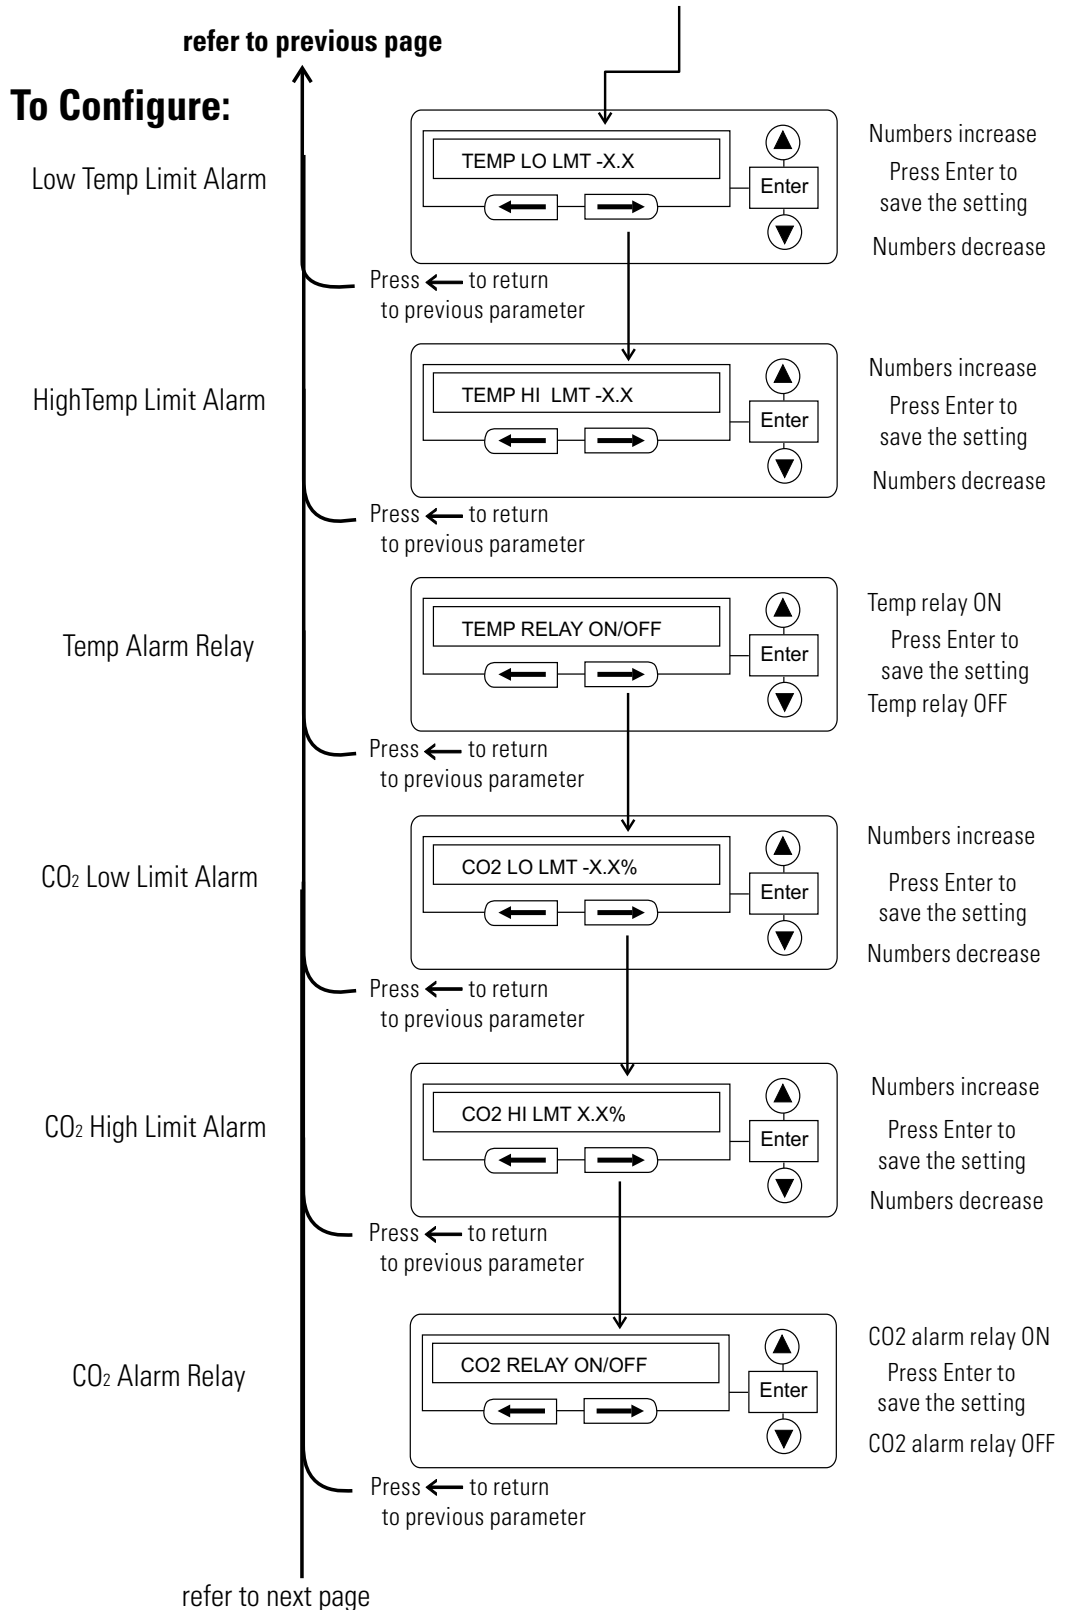 refer to previous page
To Configure:
Low Temp Limit Alarm
TEMP LO LMT -X.X
Enter
Numbers increase
Press Enter to
save the setting
Numbers decrease
Press ← to return
to previous parameter
HighTemp Limit Alarm
TEMP HI LMT -X.X
Enter
Numbers increase
Press Enter to
save the setting
Numbers decrease
Press ← to return
to previous parameter
Temp Alarm Relay
TEMP RELAY ON/OFF
Enter
Temp relay ON
Press Enter to
save the setting
Temp relay OFF
Press ← to return
to previous parameter
CO2 Low Limit Alarm
CO2 LO LMT -X.X%
Enter
Numbers increase
Press Enter to
save the setting
Numbers decrease
Press ← to return
to previous parameter
CO2 High Limit Alarm
CO2 HI LMT X.X%
Enter
Numbers increase
Press Enter to
save the setting
Numbers decrease
Press ← to return
to previous parameter
CO2 Alarm Relay
CO2 RELAY ON/OFF
Enter
CO2 alarm relay ON
Press Enter to
save the setting
CO2 alarm relay OFF
Press ← to return
to previous parameter
refer to next page